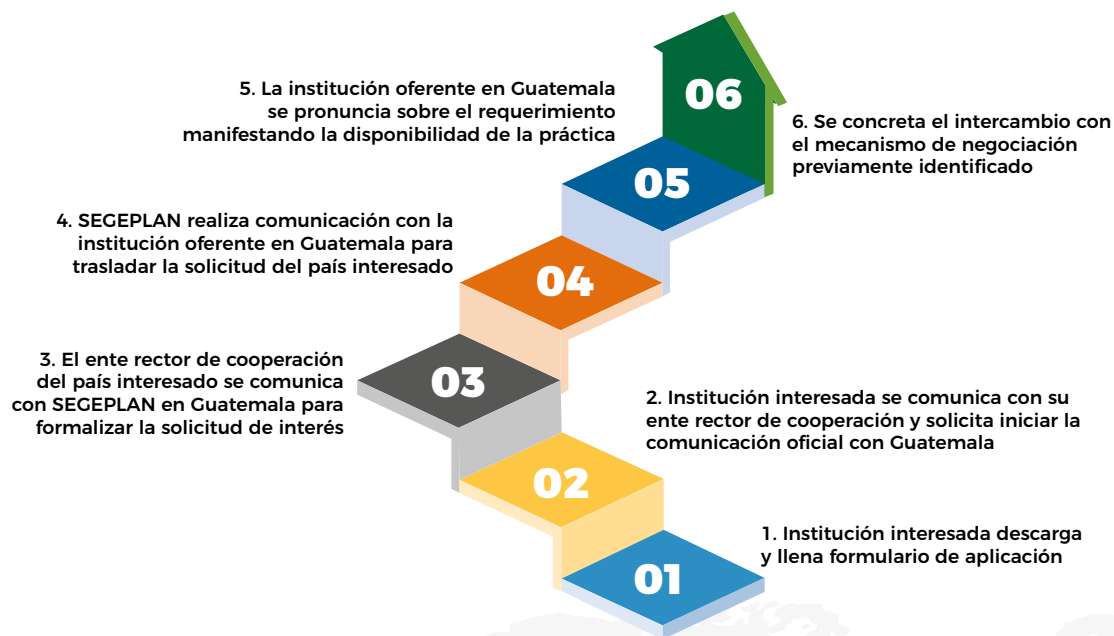 06
5. La institución oferente en Guatemala
se pronuncia sobre el requerimiento
manifestando la disponibilidad de la práctica
6. Se concreta el intercambio con
el mecanismo de negociación
previamente identificado
05
4. SEGEPLAN realiza comunicación con la
institución oferente en Guatemala para
trasladar la solicitud del país interesado
04
3. El ente rector de cooperación
del país interesado se comunica
con SEGEPLAN en Guatemala para
formalizar la solicitud de interés
03
2. Institución interesada se comunica con su
ente rector de cooperación y solicita iniciar la
comunicación oficial con Guatemala
02
1. Institución interesada descarga
y llena formulario de aplicación
01